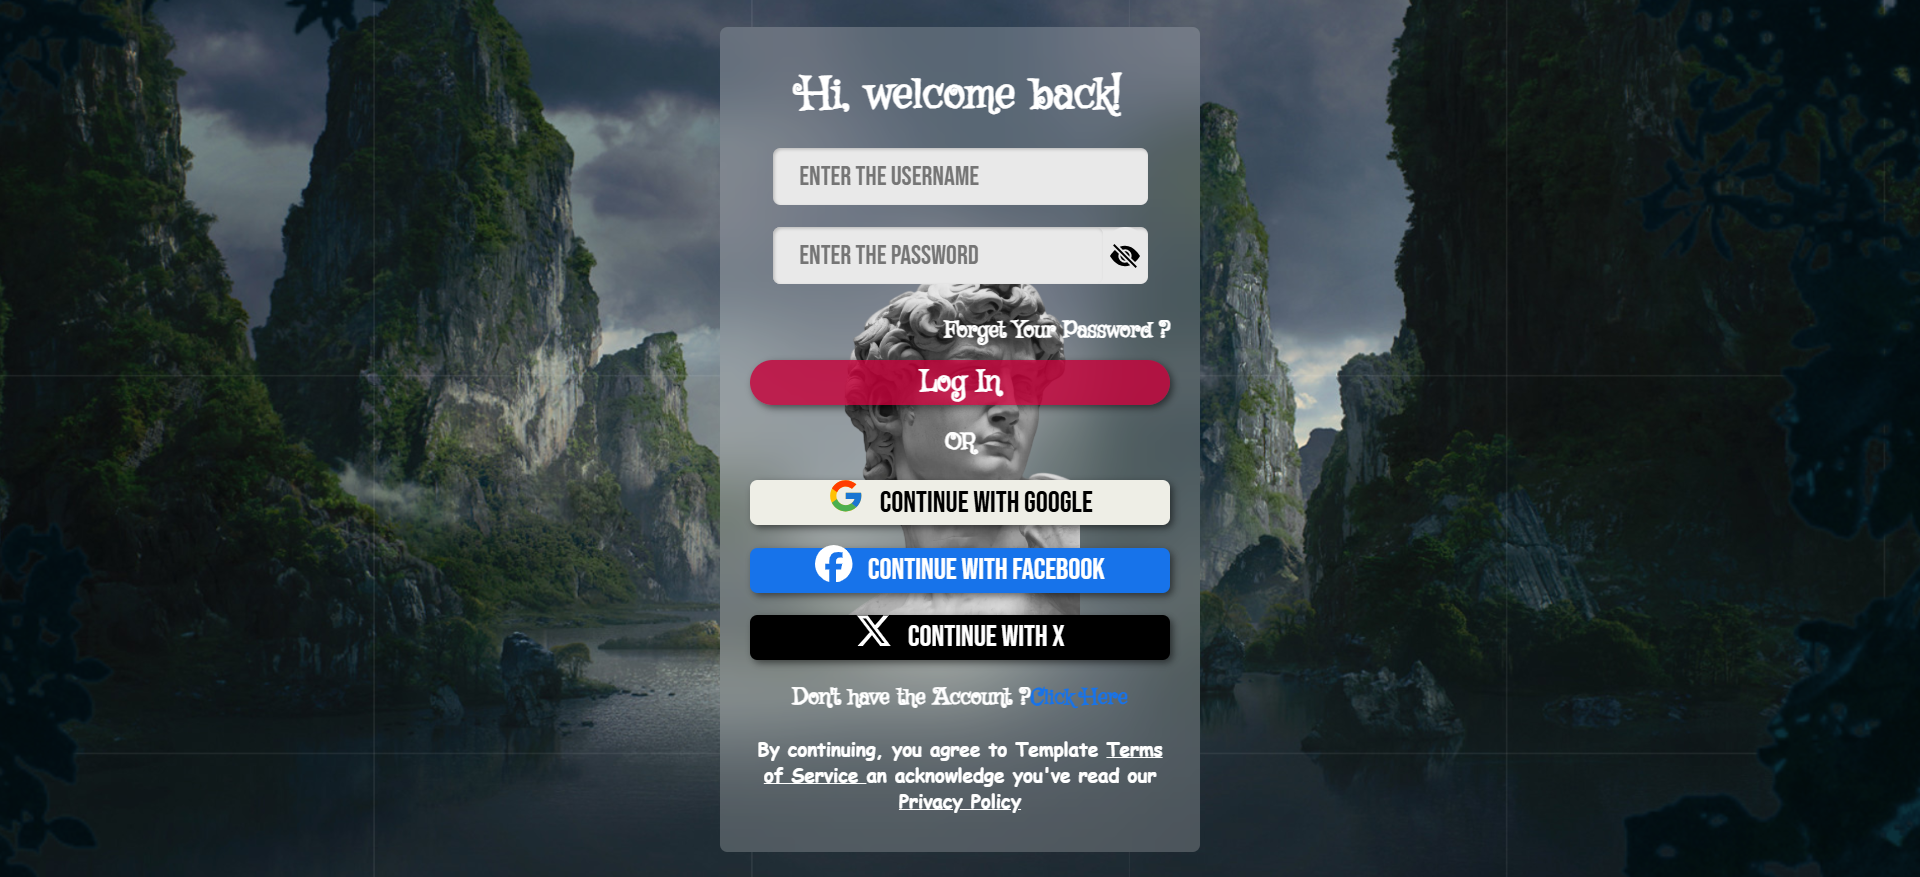 Hi, welcome back!
ENTER THE USERNAME
ENTER THE PASSWORD
Forget Your Password ?
Log In
OR
CONTINUE WITH GOOGLE
CONTINUE WITH FACEBOOK
CONTINUE WITH X
Don't have the Account ?Click Here
By continuing, you agree to Template Terms
of Service an acknowledge you've read our
Privacy Policy